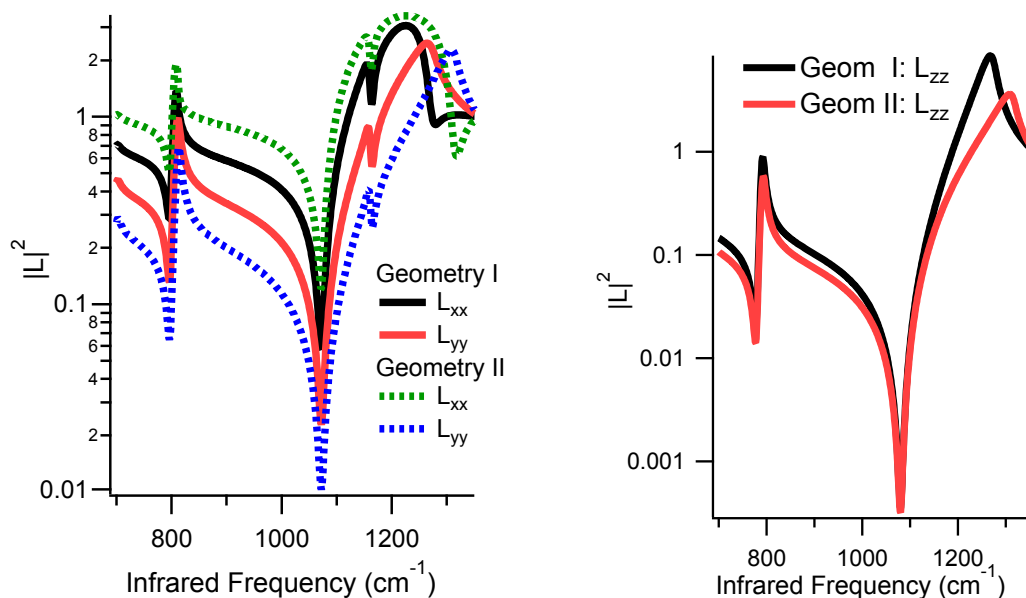 2
1
8
6
4
2
0.1
8
6
4
2
0.01
|L|²
Geometry I
Lxx
Lyy
Geometry II
Lxx
Lyy
800
1000
1200
Infrared Frequency (cm⁻¹)
Geom I: Lzz
Geom II: Lzz
1
0.1
0.01
0.001
|L|²
800
1000
1200
Infrared Frequency (cm⁻¹)